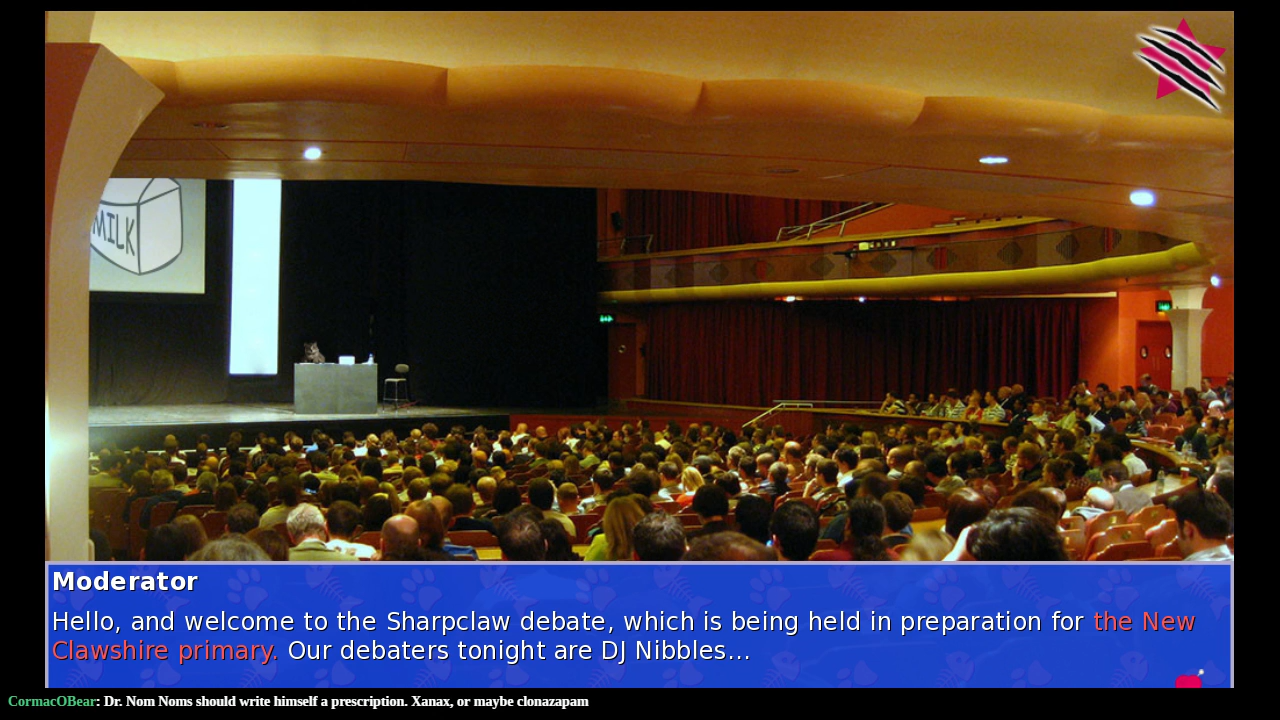 MILK
Moderator
Hello, and welcome to the Sharpclaw debate, which is being held in preparation for the New
Clawshire primary. Our debaters tonight are DJ Nibbles...
CormacOBear: Dr. Nom Noms should write himself a prescription. Xanax, or maybe clonazapam